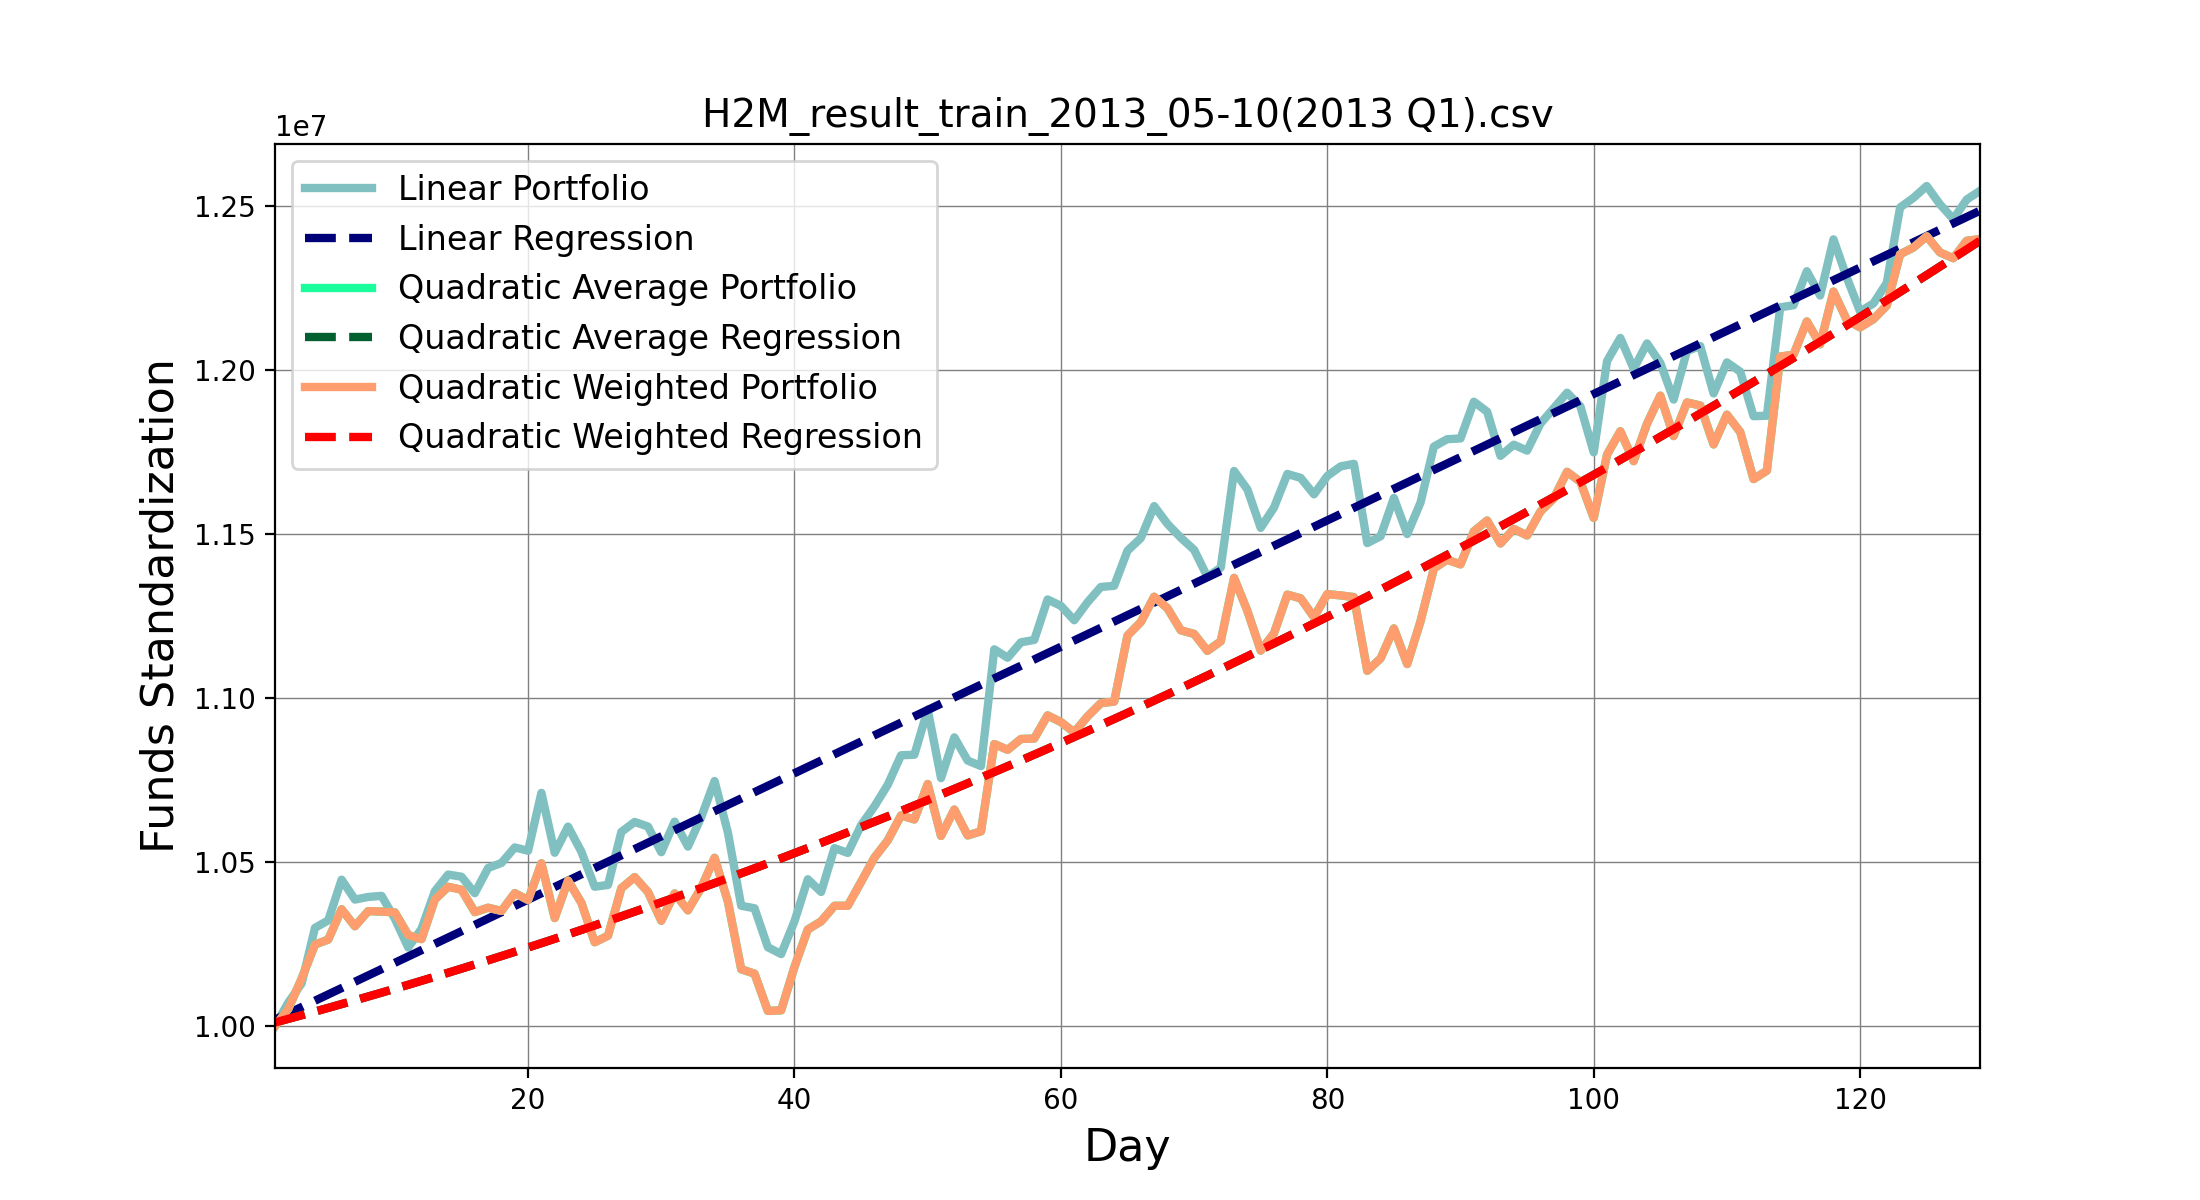 H2M_result_train_2013_05-10(2013 Q1).csv
1e7
Linear Portfolio
Linear Regression
Quadratic Average Portfolio
Quadratic Average Regression
Quadratic Weighted Portfolio
Quadratic Weighted Regression
1.25
1.20
1.15
1.10
1.05
1.00
Funds Standardization
20 40 60 80 100 120
Day